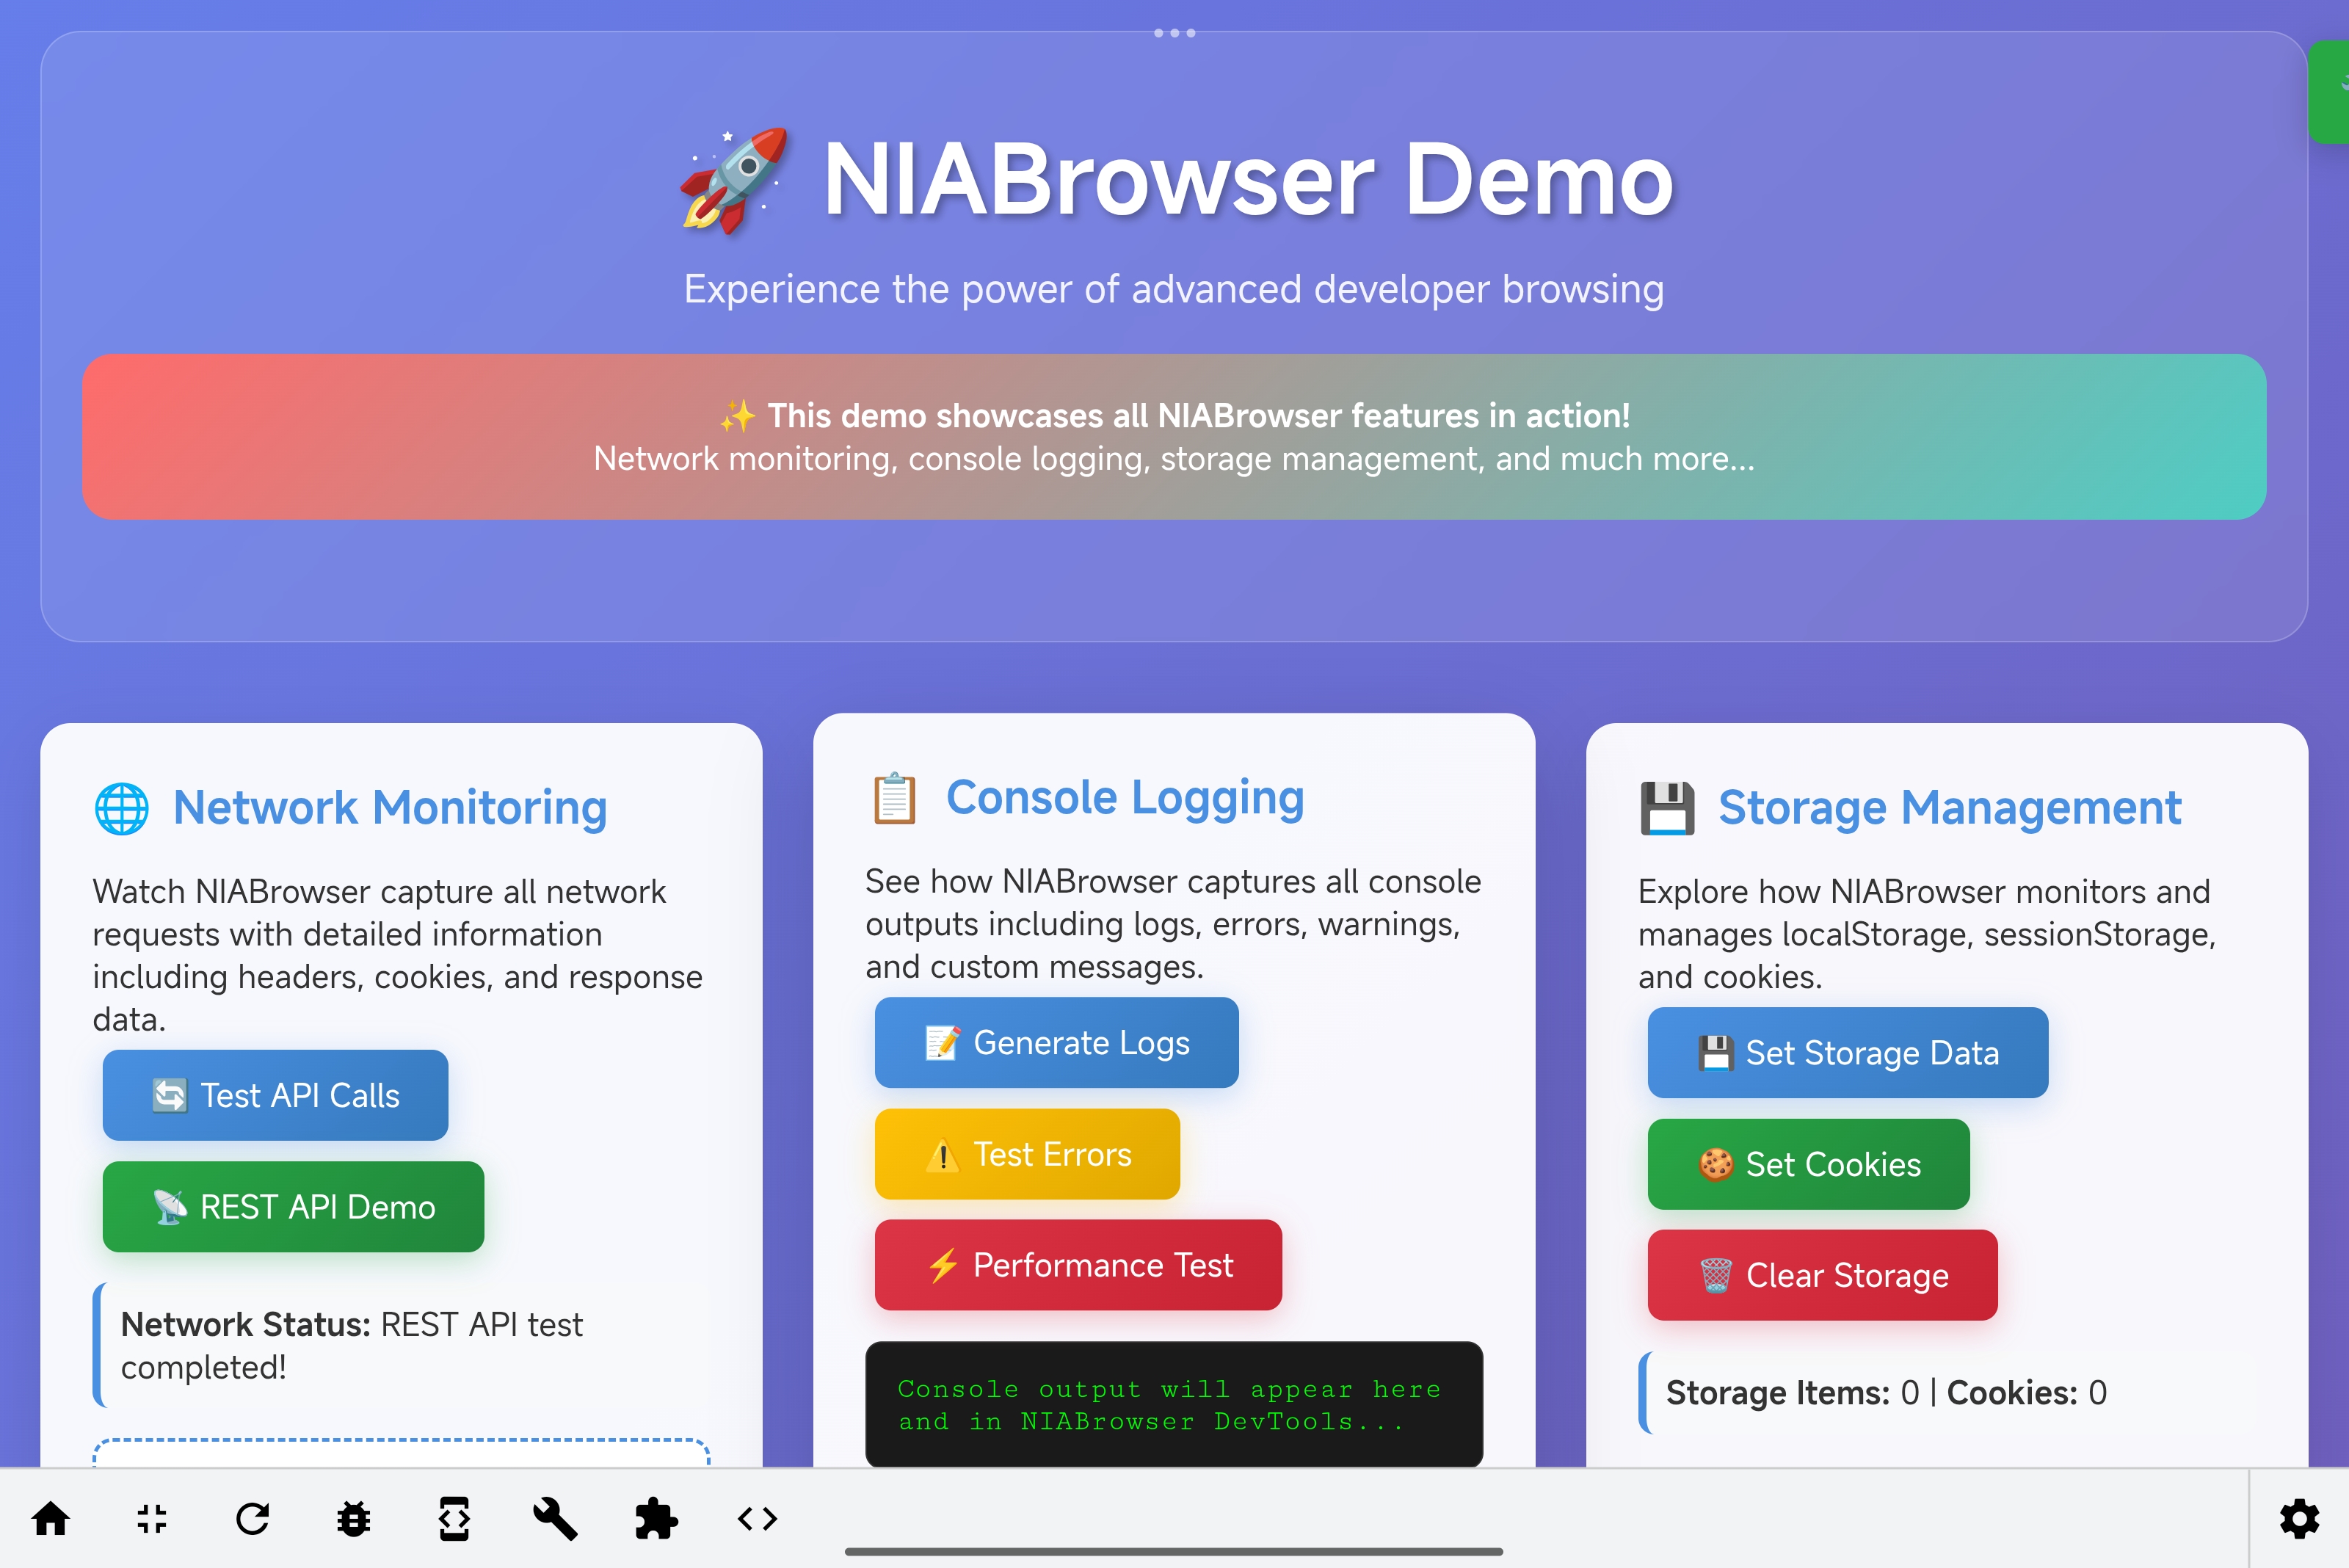 NIABrowser Demo
Experience the power of advanced developer browsing
This demo showcases all NIABrowser features in action!
Network monitoring, console logging, storage management, and much more...
Network Monitoring
Watch NIABrowser capture all network
requests with detailed information
including headers, cookies, and response
data.
Test API Calls
REST API Demo
Network Status: REST API test
completed!
Console Logging
See how NIABrowser captures all console
outputs including logs, errors, warnings,
and custom messages.
Generate Logs
Test Errors
Performance Test
Console output will appear here
and in NIABrowser DevTools...
Storage Management
Explore how NIABrowser monitors and
manages localStorage, sessionStorage,
and cookies.
Set Storage Data
Set Cookies
Clear Storage
Storage Items: 0 | Cookies: 0